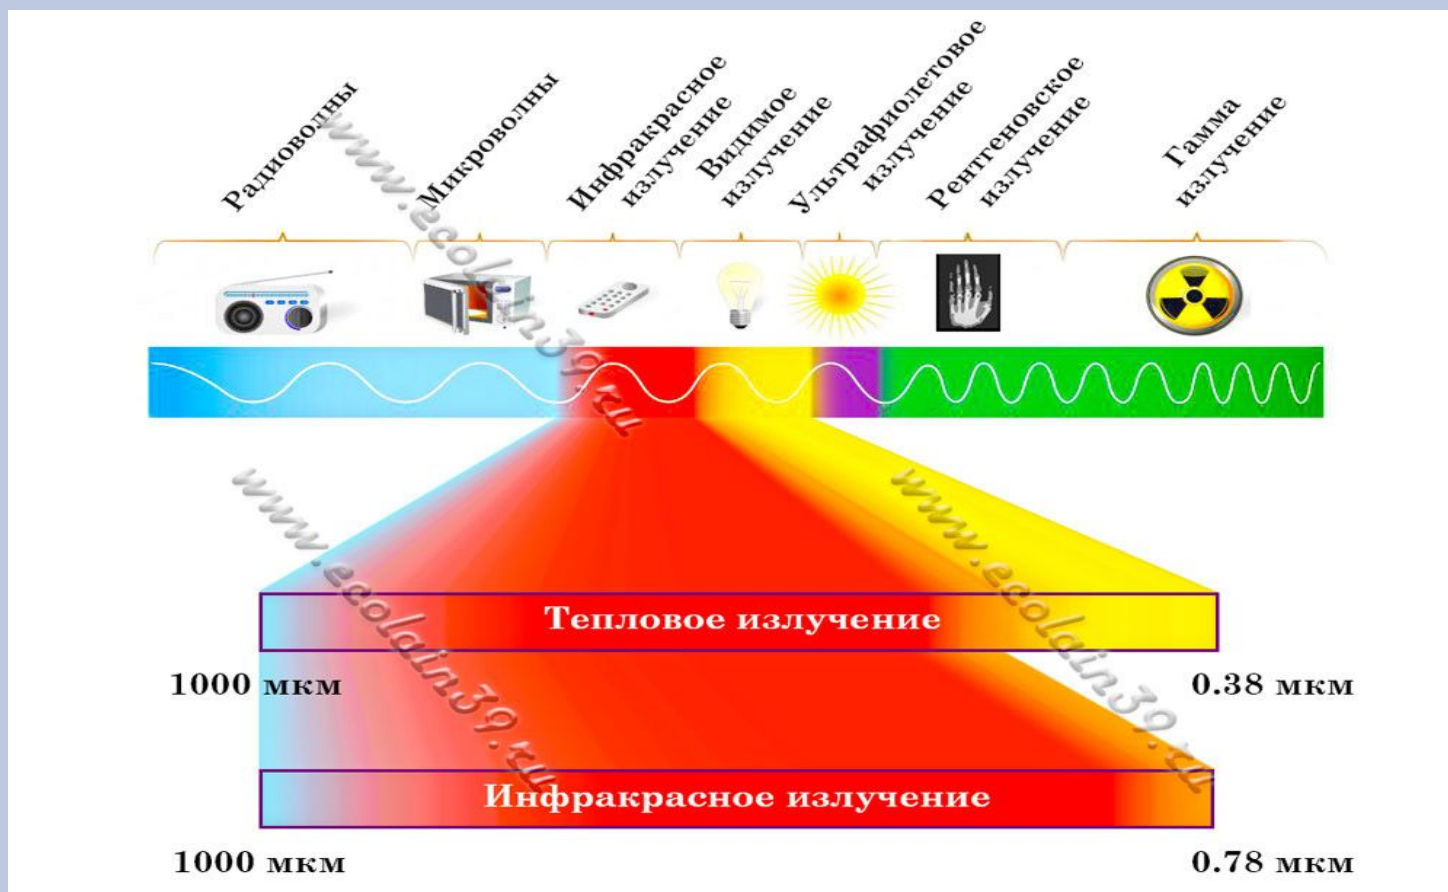 Радиоволны
Микроволны
Инфракрасное
излучение
Видимое
излучение
Ультрафиолетовое
излучение
Рентгеновское
излучение
Гамма
излучение
www.ecolain39.ru
www.ecolain39.ru
www.ecolain39.ru
Тепловое излучение
1000 мкм
0.38 мкм
Инфракрасное излучение
1000 мкм
0.78 мкм